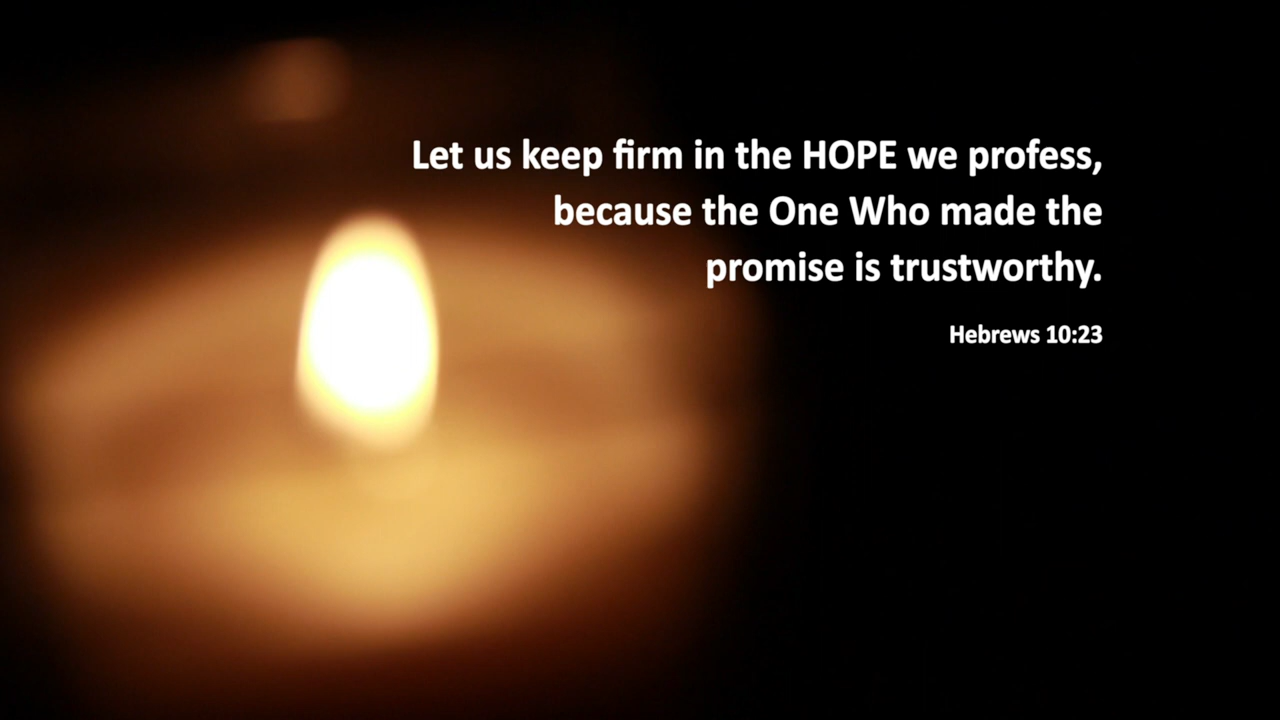 Let us keep firm in the HOPE we profess,
because the One Who made the
promise is trustworthy.
Hebrews 10:23